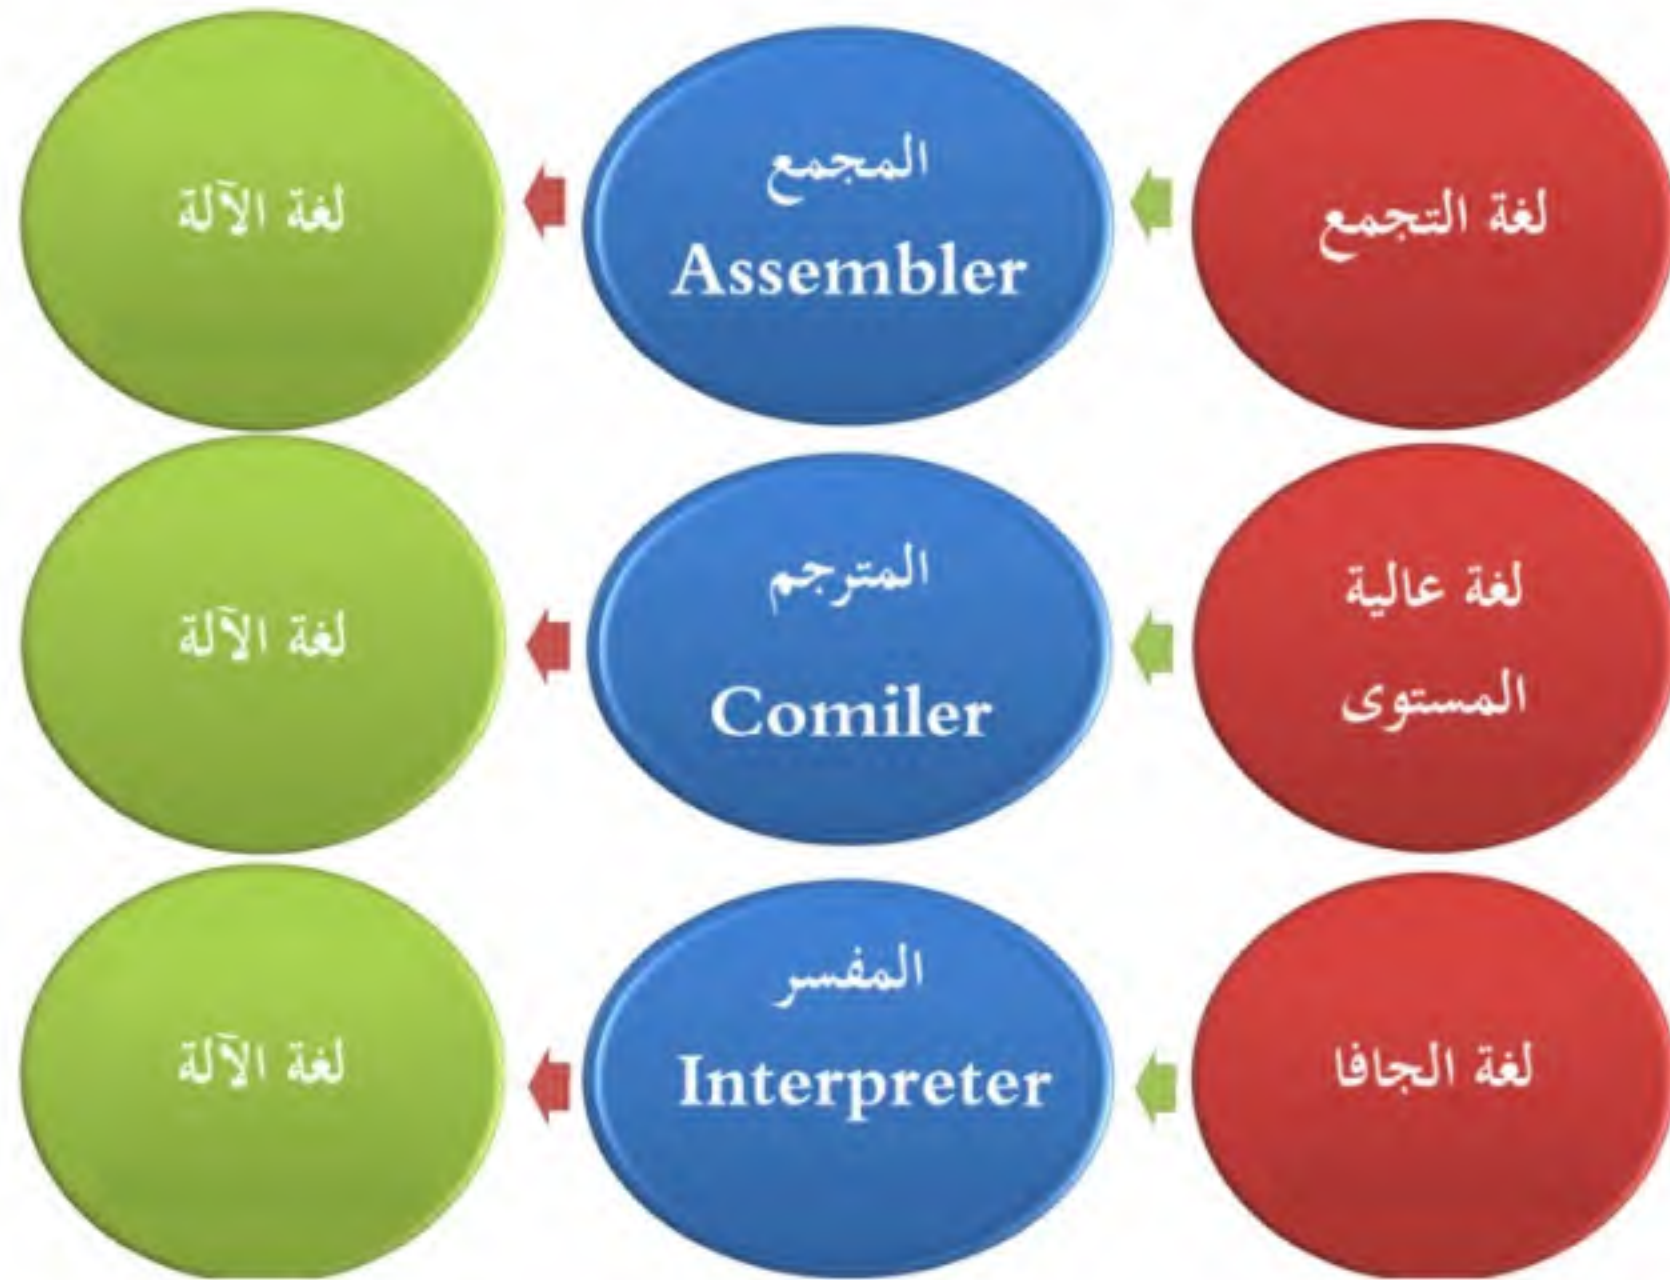 لغة التجمع
المجمع
Assembler
لغة الآلة
لغة عالية
المستوى
المترجم
Comiler
لغة الآلة
لغة الجافا
المفسر
Interpreter
لغة الآلة